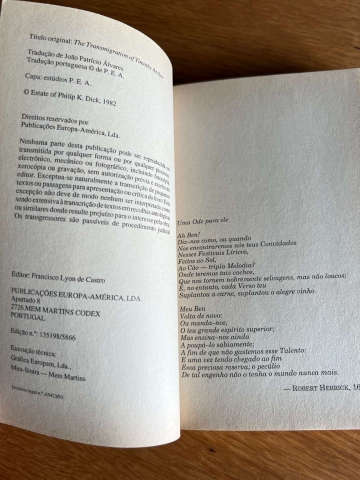 Título original: The Transmigration of Timothy Archer
Tradução de João Patrício Álvares
Tradução portuguesa © de P. E. A.
Capa: estúdios P. E. A.
© Estate of Philip K. Dick, 1982
Direitos reservados por
Publicações Europa-América, Lda.
Nenhuma parte desta publicação pode ser reproduzida ou
transmitida por qualquer forma ou por qualquer processo,
electrónico, mecânico ou fotográfico, incluindo fotocópia,
xerocópia ou gravação, sem autorização prévia e escrita do
editor. Exceptua-se naturalmente a transcrição de pequenos
textos ou passagens para apresentação ou crítica do livro. Esta
excepção não deve de modo nenhum ser interpretada como
sendo extensiva à transcrição de textos em recolhas antológicas
ou similares donde resulte prejuízo para o interesse pela obra.
Os transgressores são passíveis de procedimento judicial
Editor: Francisco Lyon de Castro
PUBLICAÇÕES EUROPA-AMÉRICA, LDA.
Apartado 8
2726 MEM MARTINS CODEX
PORTUGAL
Edição n.º: 135198/5866
Execução técnica:
Gráfica Europam, Lda.,
Mira-Sintra — Mem Martins
Uma Ode para ele
Ah Ben!
Diz-nos como, ou quando
Nos encontraremos nós teus Convidados
Nesses Festivais Líricos,
Feitos ao Sol,
Ao Cão — tripla Melodia?
Onde teremos tais cachos,
Que nos tornem nobremente selvagens, mas não loucos;
E, no entanto, cada Verso teu
Suplantou a carne, suplantou o alegre vinho.
Meu Ben
Volta de novo:
Ou manda-nos,
O teu grande espírito superior;
Mas ensina-nos ainda
A poupá-lo sabiamente;
A fim de que não gastemos esse Talento:
E uma vez tendo chegado ao fim
Essa preciosa reserva; o pecúlio
De tal engenho não o tenha o mundo nunca mais.
— ROBERT HERRICK, 16